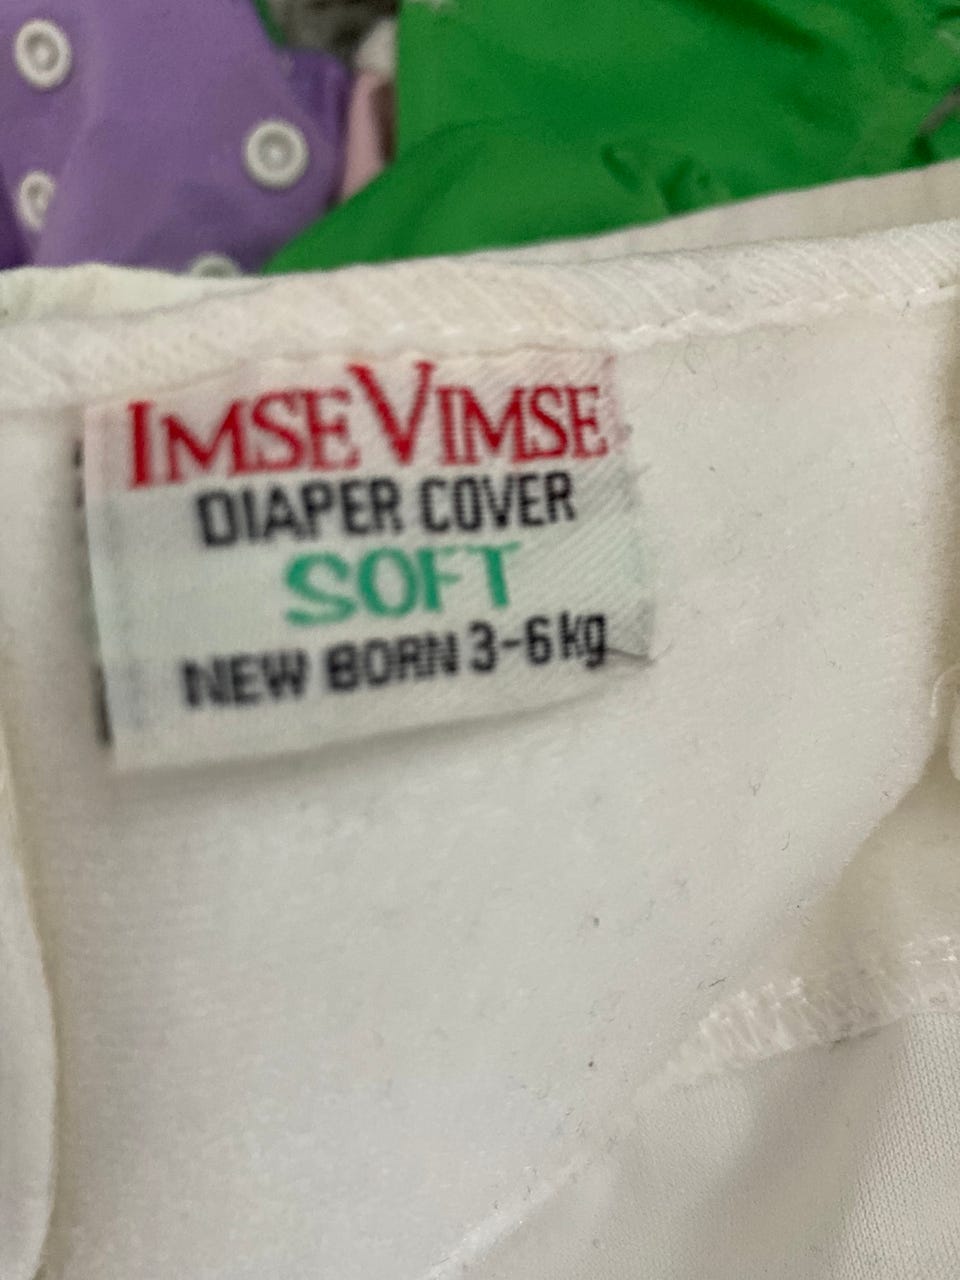 IMSEVIMSE
DIAPER COVER
SOFT
NEW BORN 3-6kg